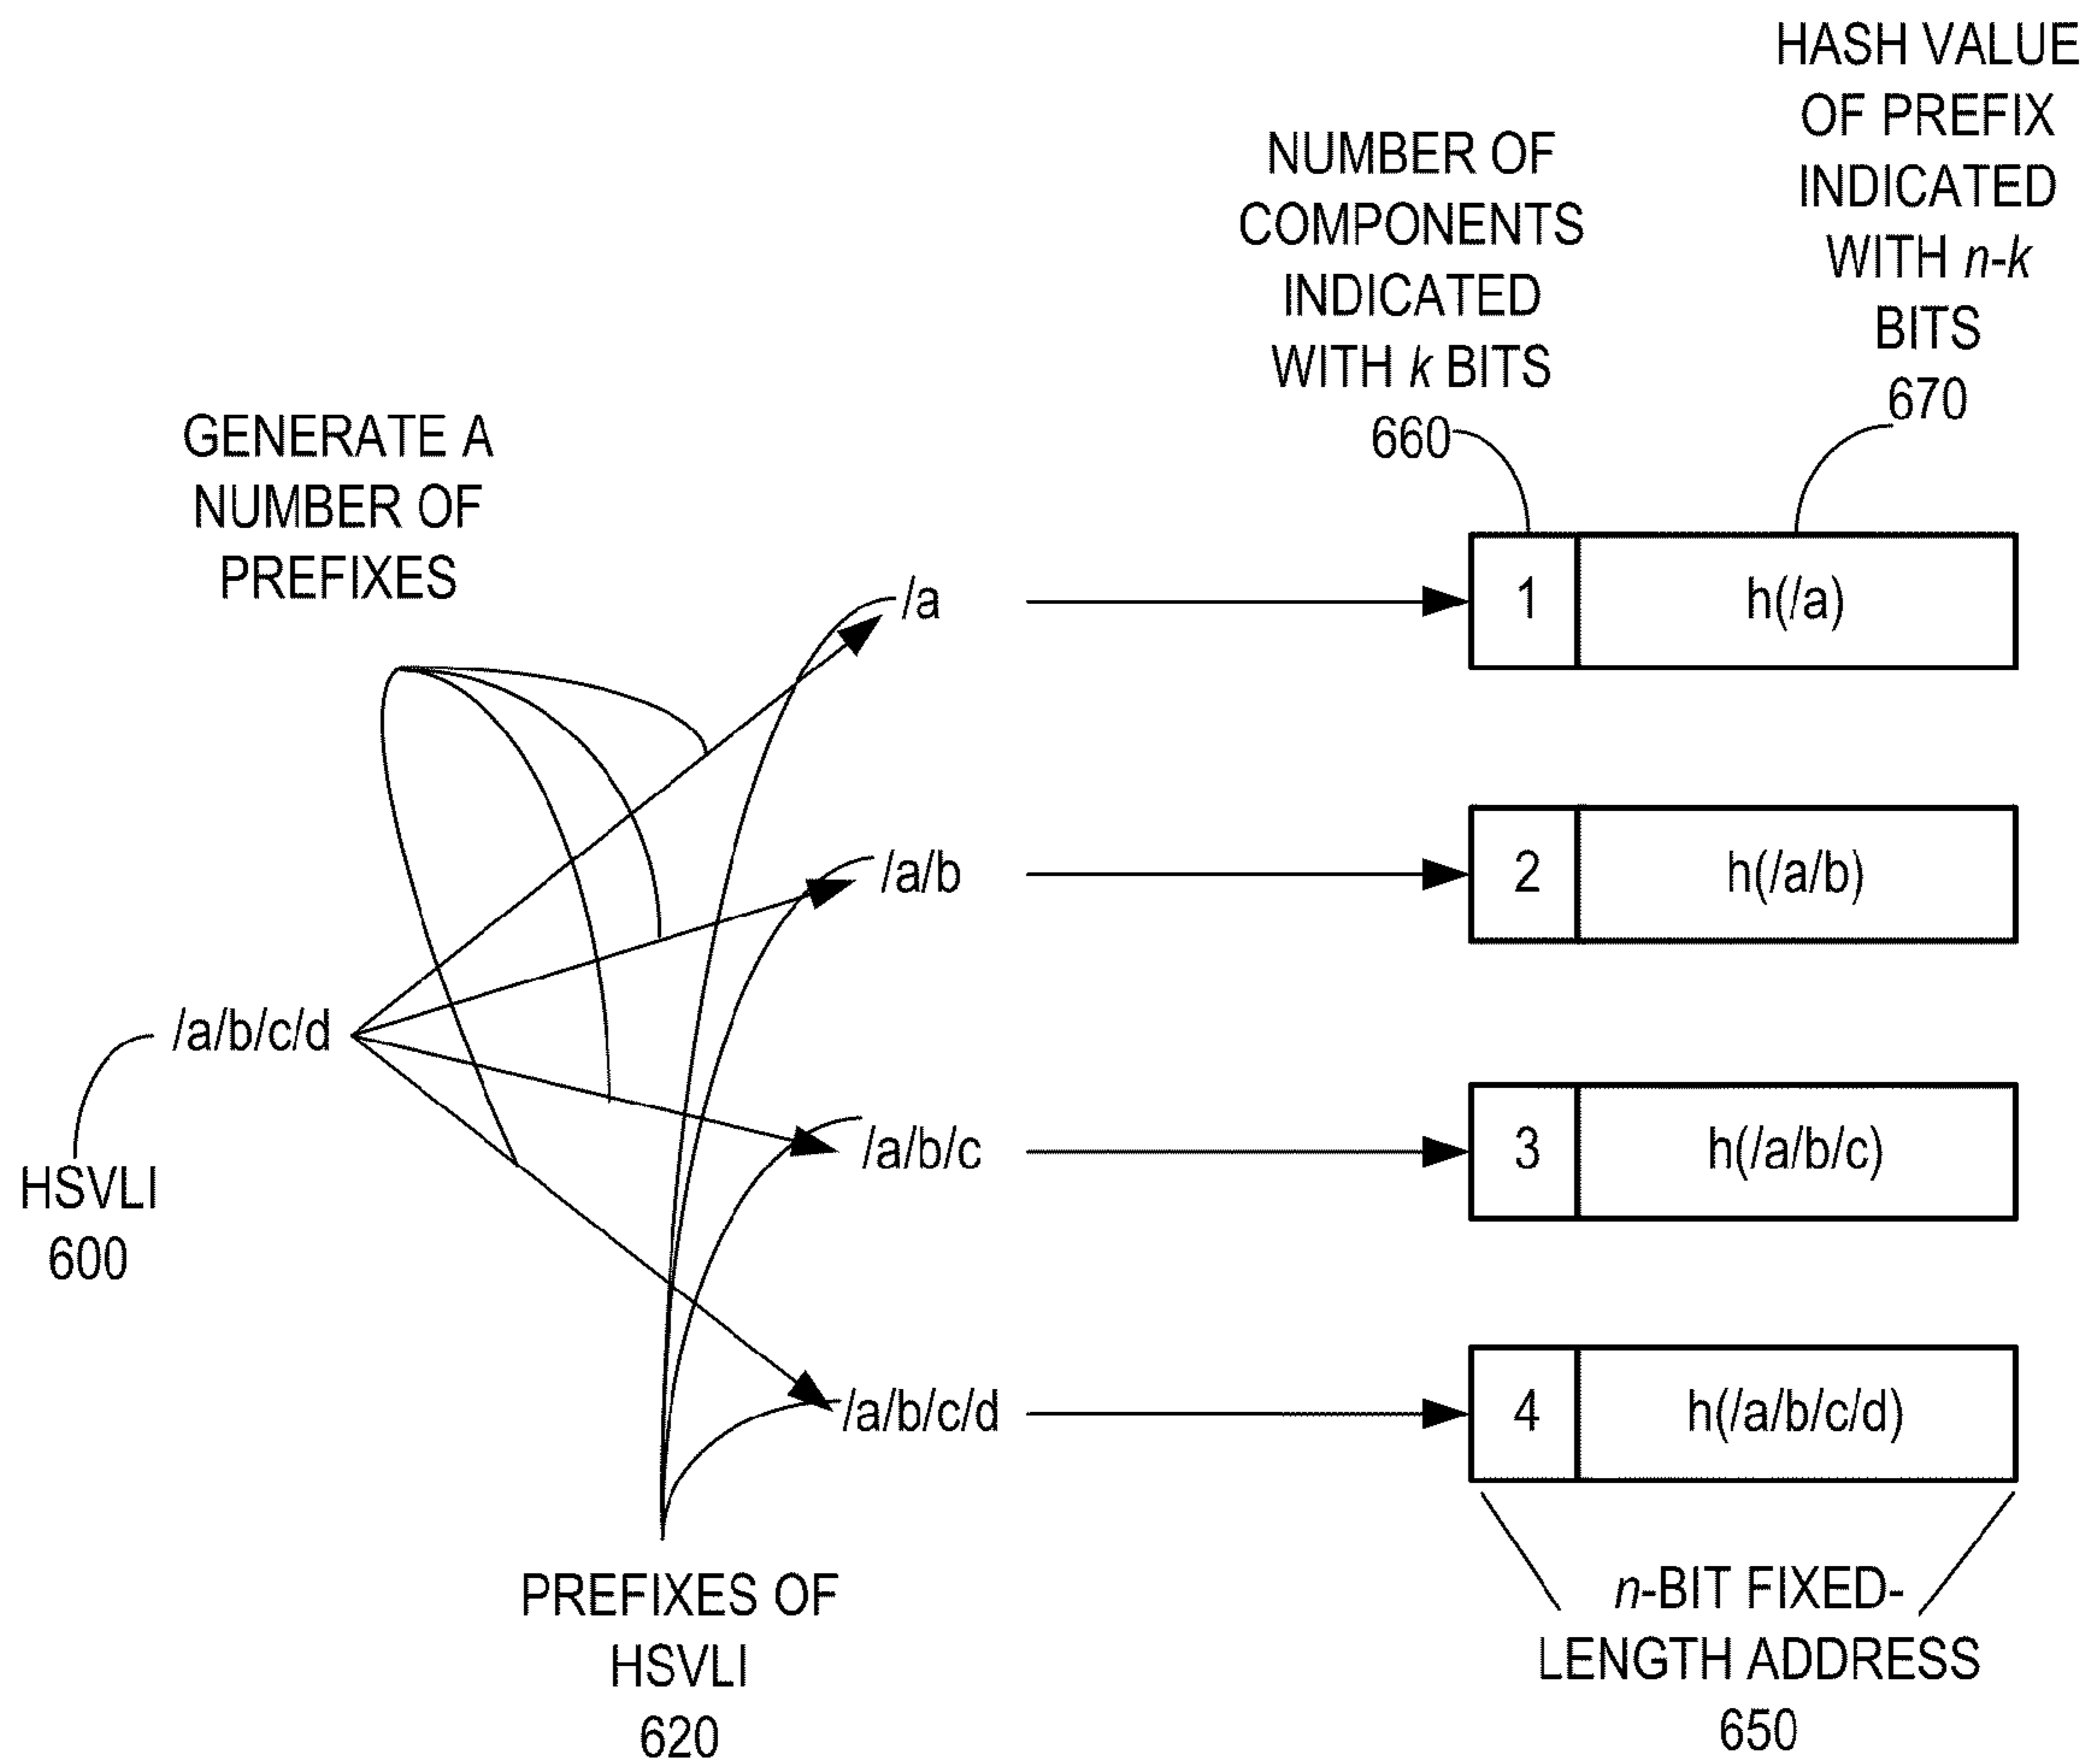 HASH VALUE
OF PREFIX
INDICATED
WITH n-k
BITS
670
NUMBER OF
COMPONENTS
INDICATED
WITH k BITS
660
GENERATE A
NUMBER OF
PREFIXES
/a
1
h(/a)
/a/b
2
h(/a/b)
/a/b/c/d
HSVLI
600
/a/b/c
3
h(/a/b/c)
/a/b/c/d
4
h(/a/b/c/d)
PREFIXES OF
HSVLI
620
n-BIT FIXED-
LENGTH ADDRESS
650